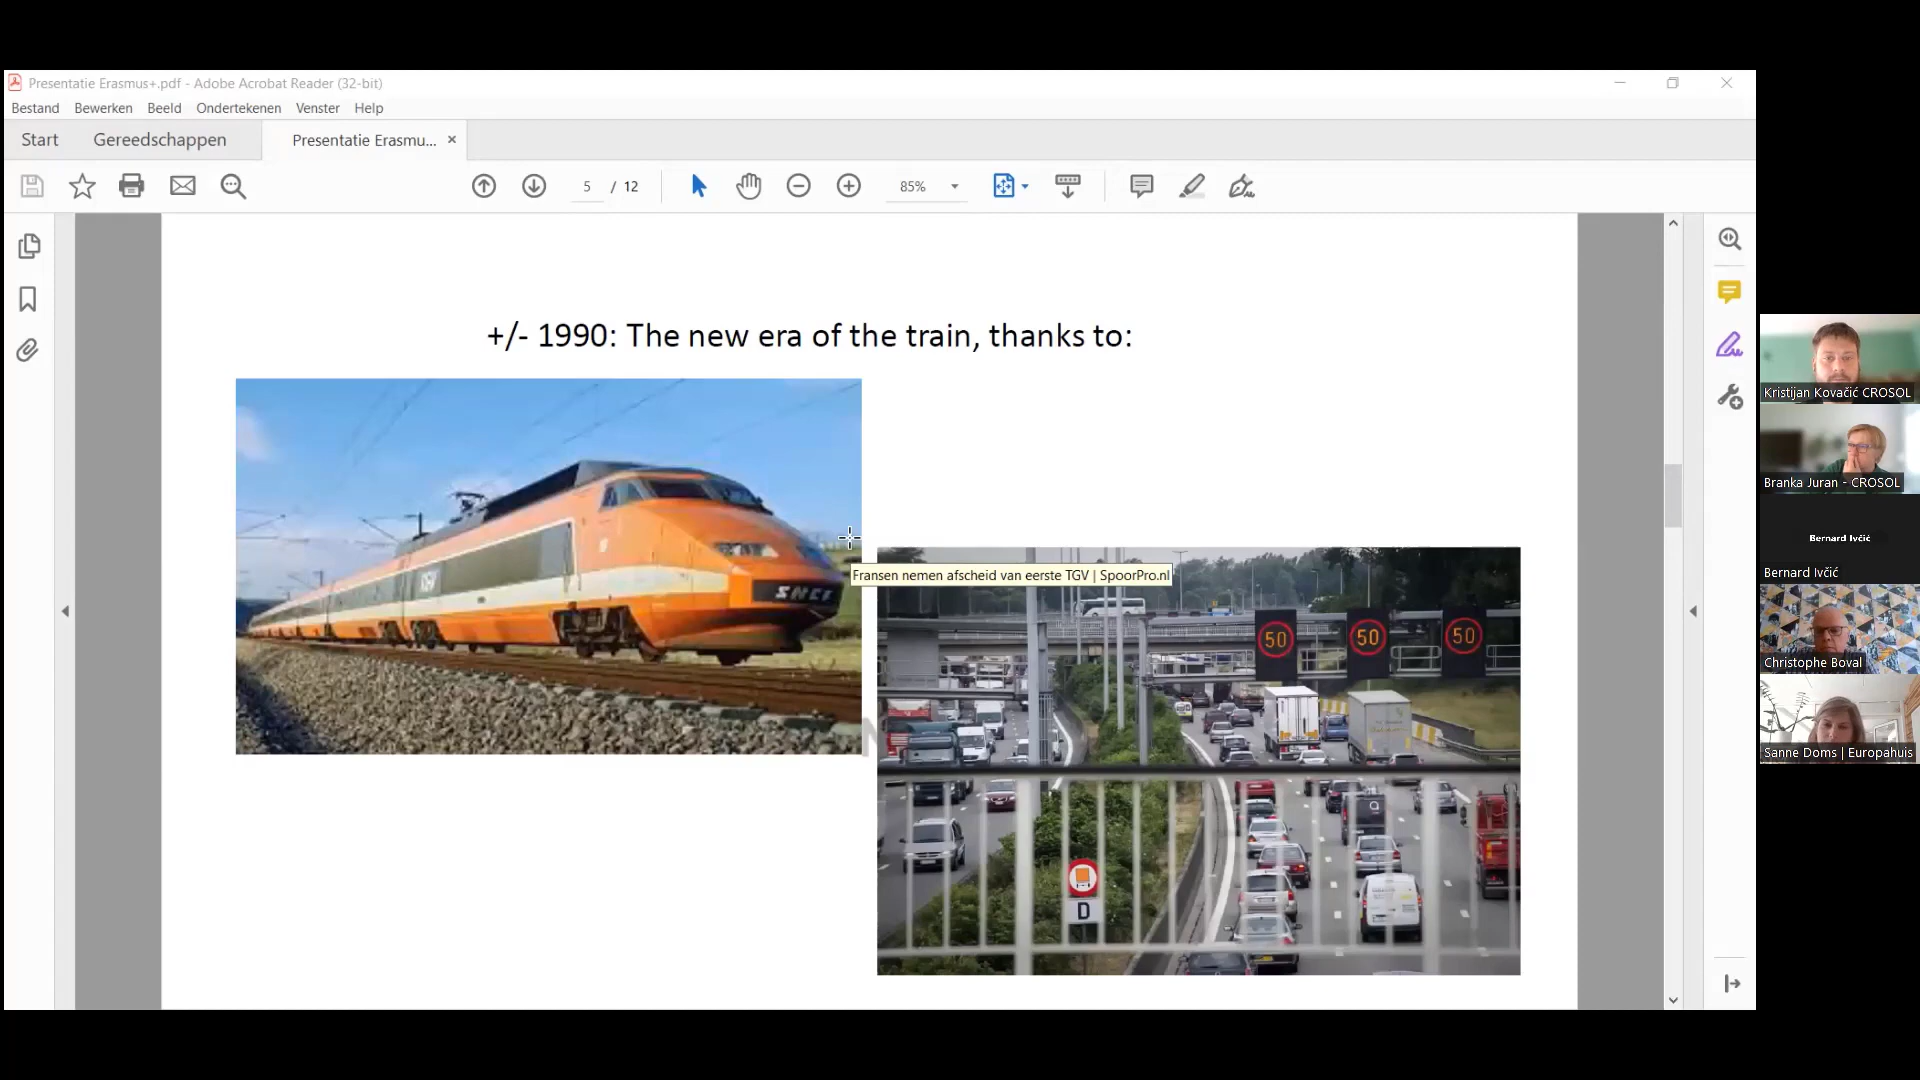 Presentatie Erasmus+.pdf - Adobe Acrobat Reader (32-bit)
Bestand Bewerken Beeld Ondertekenen Venster Help
Start Gereedschappen Presentatie Erasmu...
5 / 12 85%
+/- 1990: The new era of the train, thanks to:
TGV
SNCF
Fransen nemen afscheid van eerste TGV | SpoorPro.nl
50 50 50
D
Kristijan Kovačić CROSOL
Branka Juran - CROSOL
Bernard Ivčić
Bernard Ivčić
Christophe Boval
Sanne Doms | Europahuis